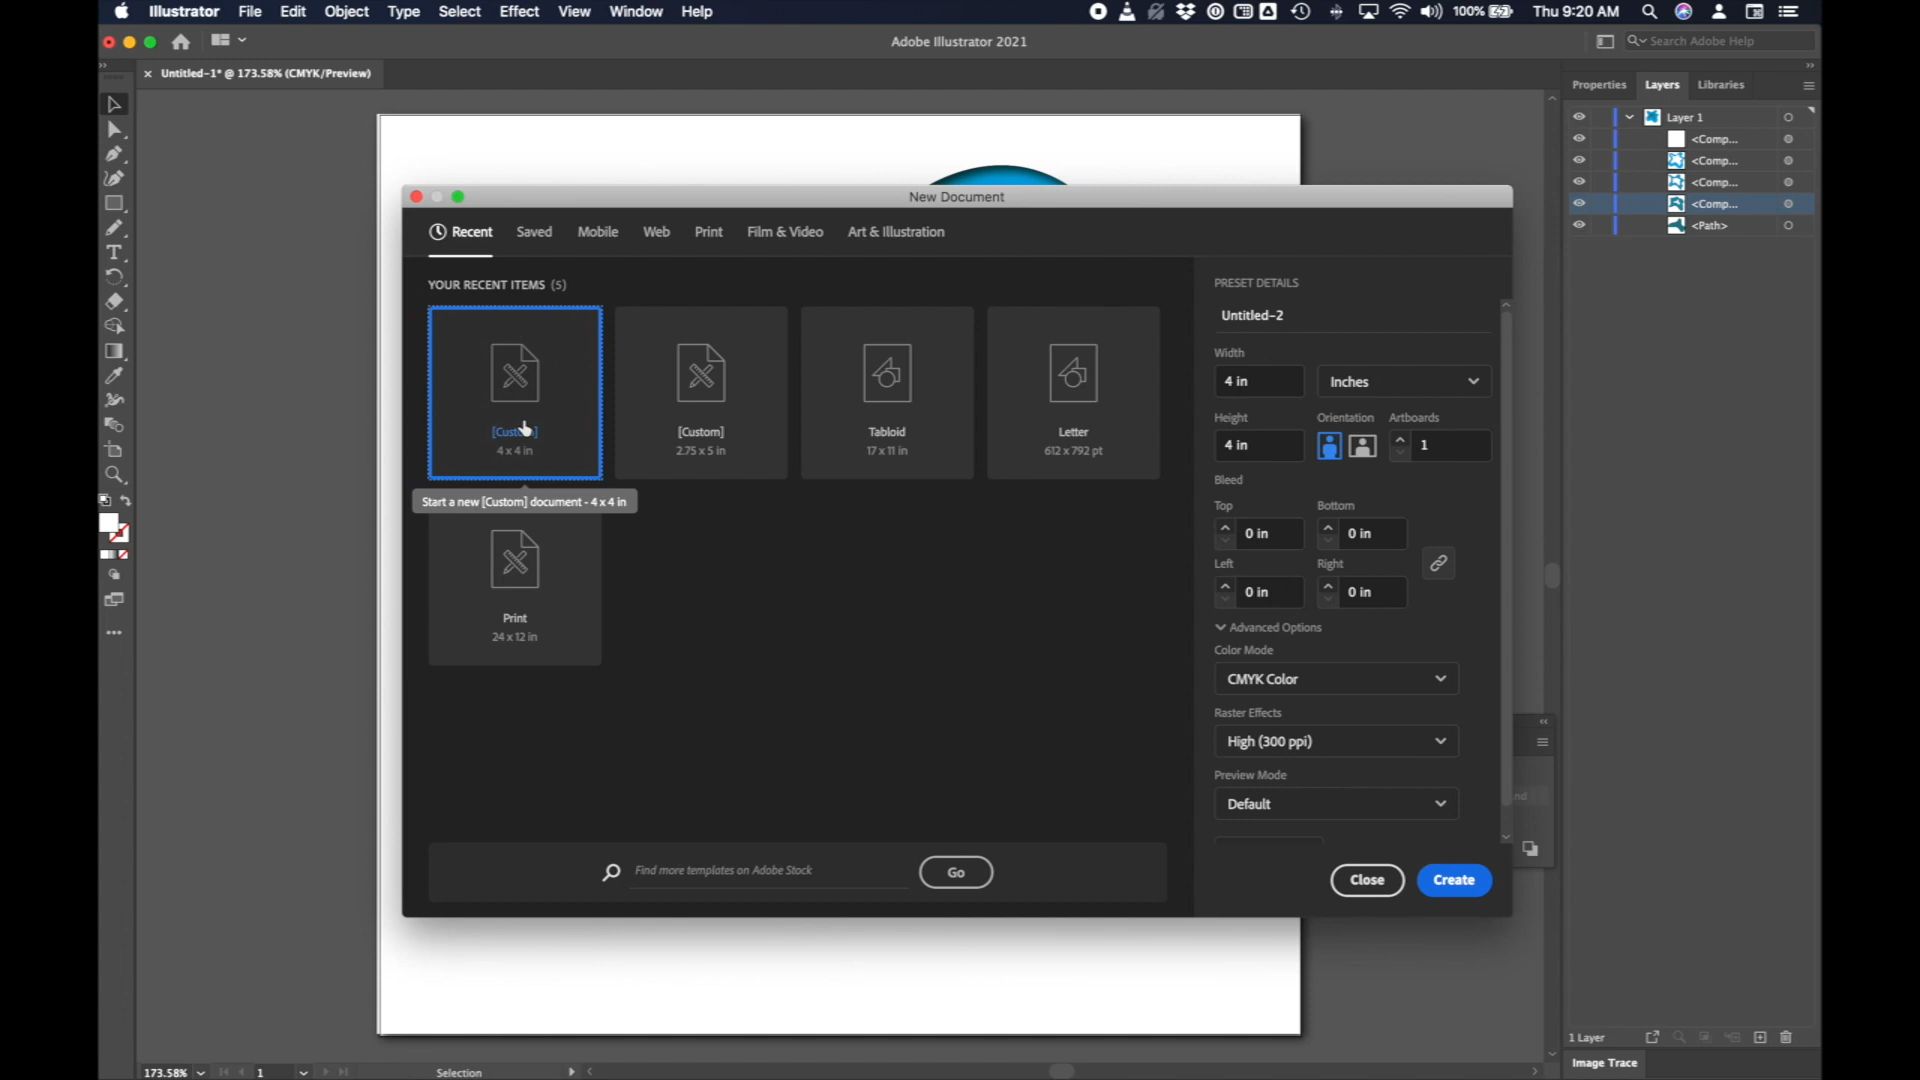 Illustrator File Edit Object Type Select Effect View Window Help
100% Thu 9:20 AM
Adobe Illustrator 2021
Search Adobe Help
Untitled-1* @ 173.58% (CMYK/Preview)
Properties Layers Libraries
Layer 1
<Comp...
<Comp...
<Comp...
<Comp...
<Path>
New Document
Recent Saved Mobile Web Print Film & Video Art & Illustration
YOUR RECENT ITEMS (5)
[Custom]
4 x 4 in
[Custom]
2.75 x 5 in
Tabloid
17 x 11 in
Letter
612 x 792 pt
Start a new [Custom] document - 4 x 4 in
Print
24 x 12 in
Find more templates on Adobe Stock
Go
PRESET DETAILS
Untitled-2
Width
4 in Inches
Height Orientation Artboards
4 in 1
Bleed
Top Bottom
0 in 0 in
Left Right
0 in 0 in
Advanced Options
Color Mode
CMYK Color
Raster Effects
High (300 ppi)
Preview Mode
Default
Close Create
1 Layer
Image Trace
173.58% 1 Selection